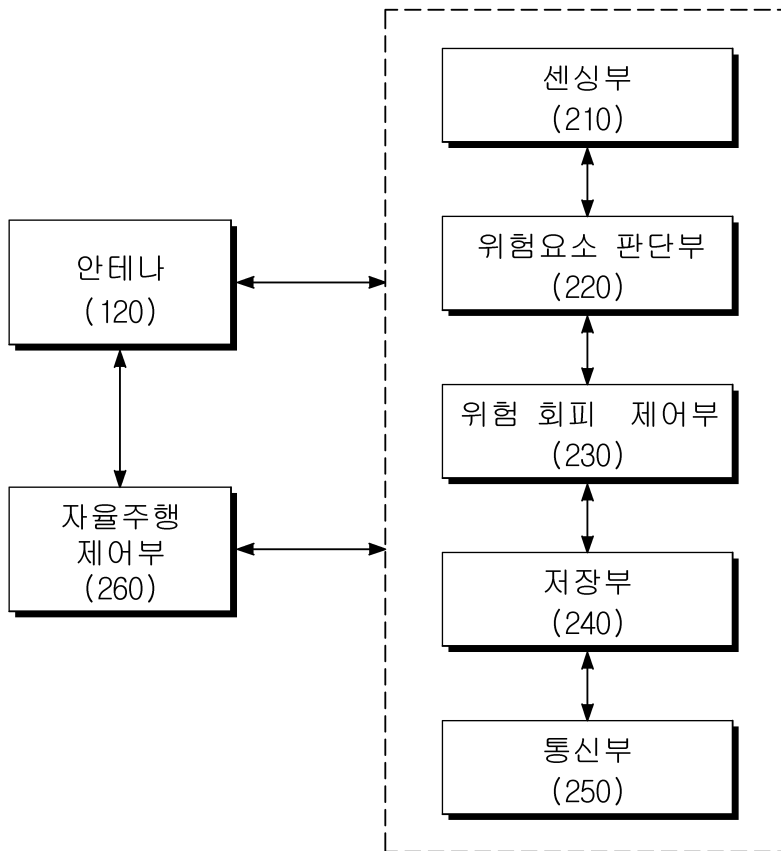 센싱부
(210)
위험요소 판단부
(220)
위험 회피 제어부
(230)
저장부
(240)
통신부
(250)
안테나
(120)
자율주행
제어부
(260)